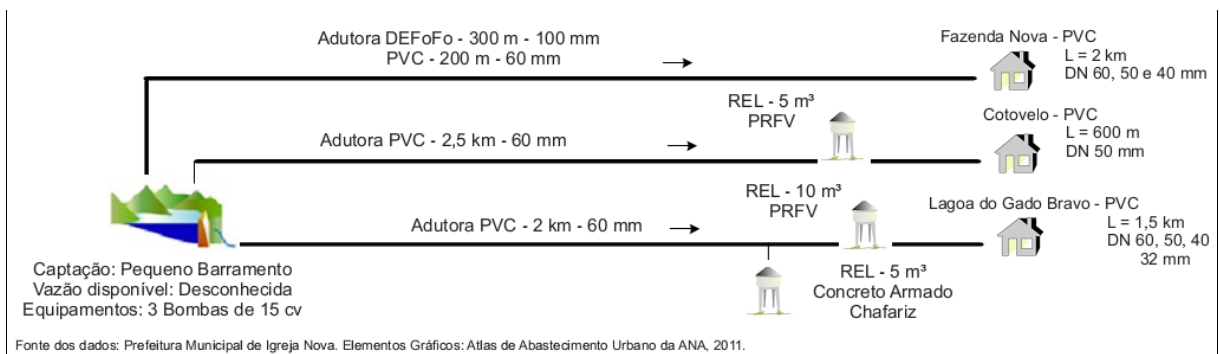 Adutora DEFoFo - 300 m - 100 mm
PVC - 200 m - 60 mm
Fazenda Nova - PVC
L = 2 km
DN 60, 50 e 40 mm
REL - 5 m³
PRFV
Adutora PVC - 2,5 km - 60 mm
Cotovelo - PVC
L = 600 m
DN 50 mm
REL - 10 m³
PRFV
Adutora PVC - 2 km - 60 mm
Lagoa do Gado Bravo - PVC
L = 1,5 km
DN 60, 50, 40
32 mm
REL - 5 m³
Concreto Armado
Chafariz
Captação: Pequeno Barramento
Vazão disponível: Desconhecida
Equipamentos: 3 Bombas de 15 cv
Fonte dos dados: Prefeitura Municipal de Igreja Nova. Elementos Gráficos: Atlas de Abastecimento Urbano da ANA, 2011.